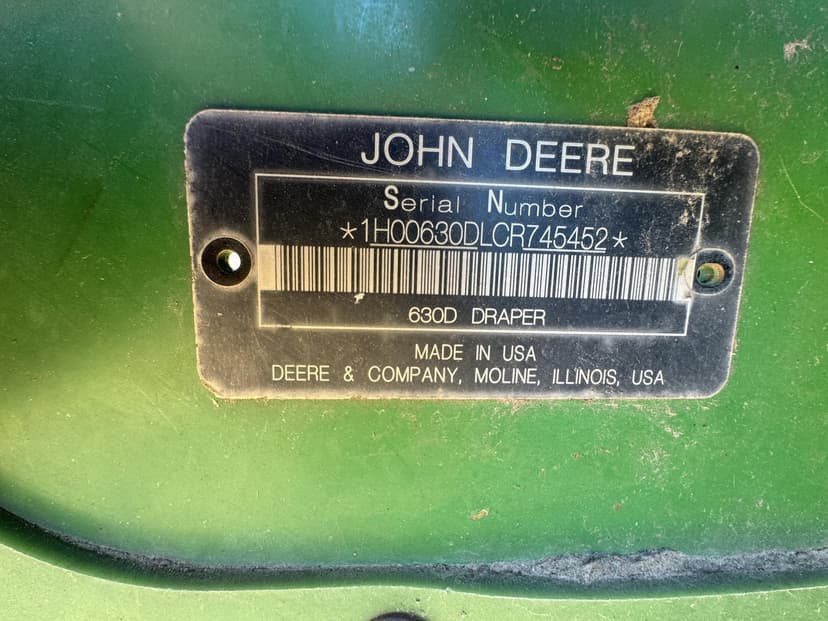 JOHN DEERE
Serial Number
*1H00630DLCR745452*
630D DRAPER
MADE IN USA
DEERE & COMPANY, MOLINE, ILLINOIS, USA